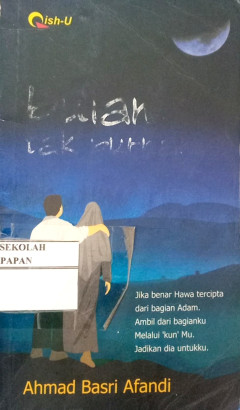 Qish-U
SEKOLAH
PAPAN
Jika benar Hawa tercipta
dari bagian Adam.
Ambil dari bagianku
Melalui 'kun' Mu.
Jadikan dia untukku.
Ahmad Basri Afandi